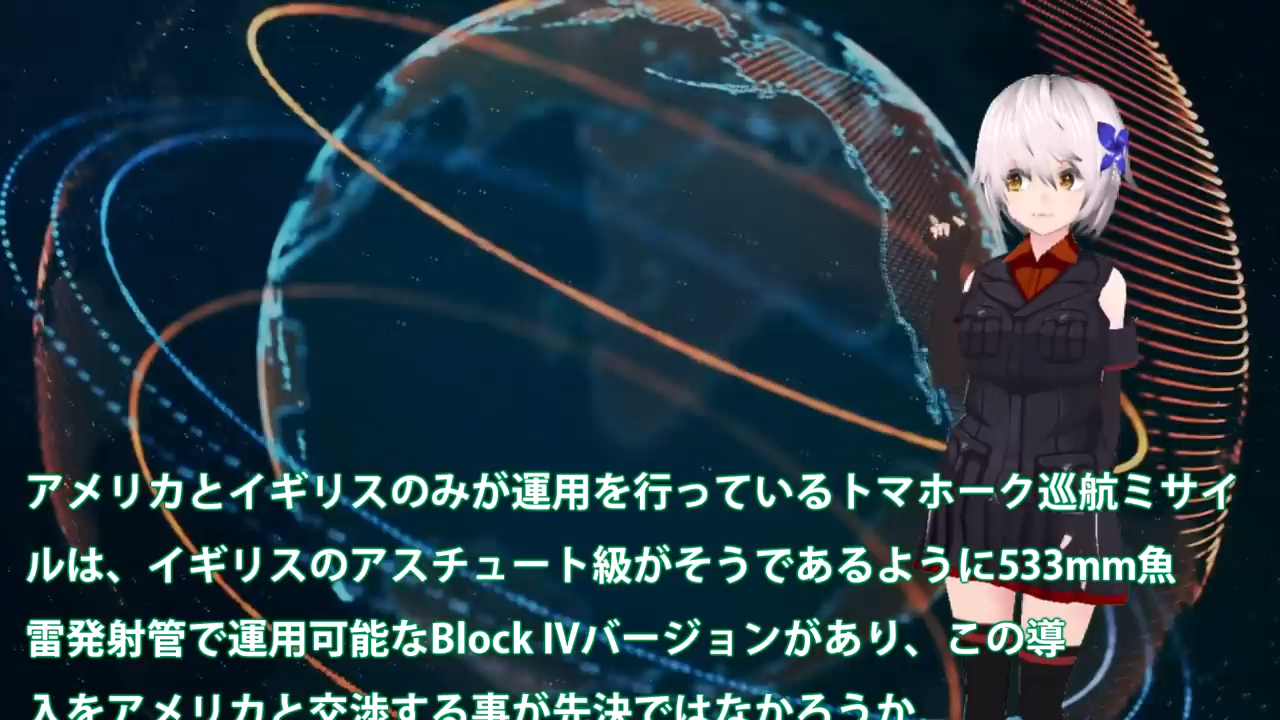 アメリカとイギリスのみが運用を行っているトマホーク巡航ミサイ
ルは、イギリスのアスチュート級がそうであるように533mm魚
雷発射管で運用可能なBlock IVバージョンがあり、この導
入をアメリカと交渉する事が先決ではなかろうか。